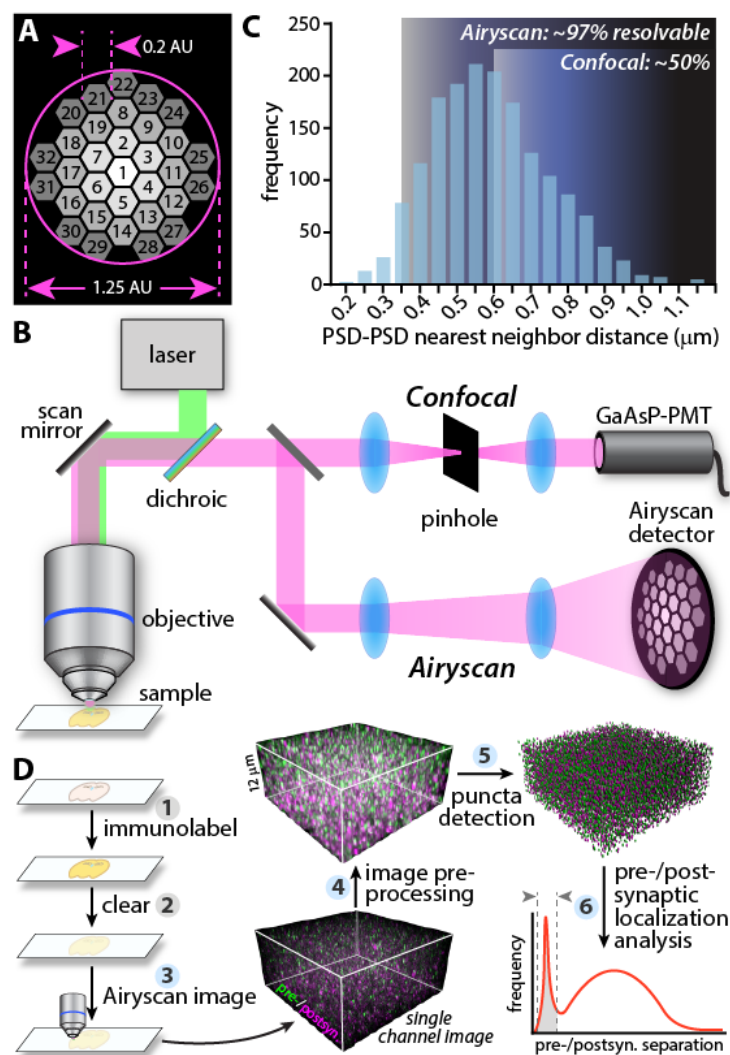 A
0.2 AU
22
21
23
20
8
24
19
9
18
2
10
32
7
3
25
17
1
11
31
6
4
26
16
5
12
15
13
30
14
27
29
28
1.25 AU
C
Airyscan: ~97% resolvable
Confocal: ~50%
frequency
250
200
150
100
50
0
0.2
0.3
0.4
0.5
0.6
0.7
0.8
0.9
1.0
1.1
PSD-PSD nearest neighbor distance (μm)
B
laser
scan
mirror
dichroic
objective
sample
Confocal
pinhole
GaAsP-PMT
Airyscan
detector
Airyscan
D
1
immunolabel
clear 2
3
Airyscan image
pre-/postsyn.
single
channel image
4
image pre-
processing
12 μm
5
puncta
detection
6
pre-/post-
synaptic
localization
analysis
frequency
pre-/postsyn. separation